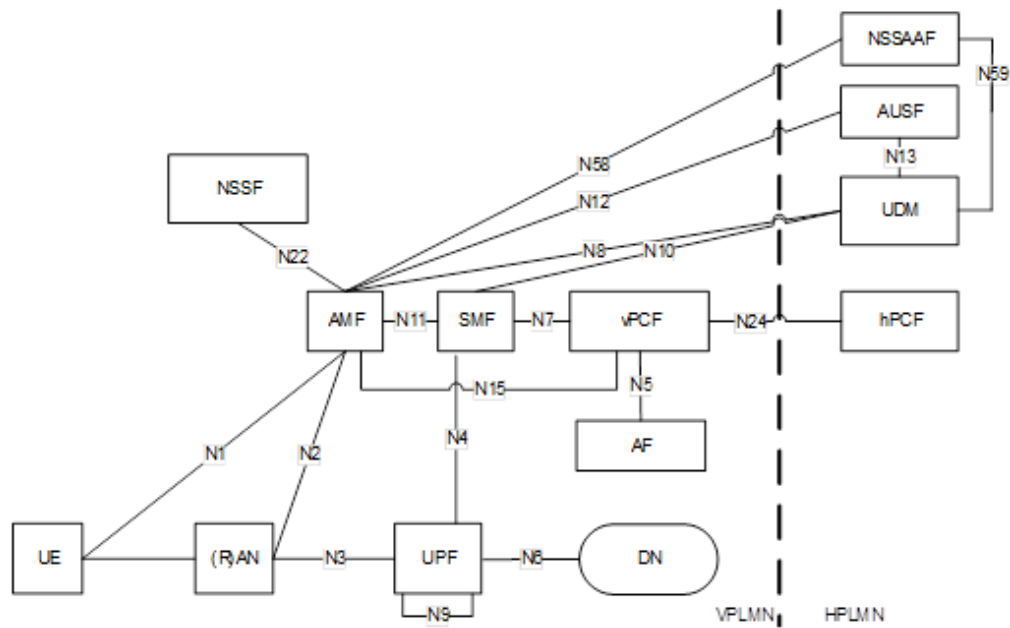 NSSAAF
N59
AUSF
N58
N13
NSSF
N12
UDM
N22
N8
N10
AMF
N11
SMF
N7
vPCF
N24
hPCF
N15
N5
N4
AF
N1
N2
UE
(R)AN
N3
UPF
N6
DN
N9
VPLMN
HPLMN